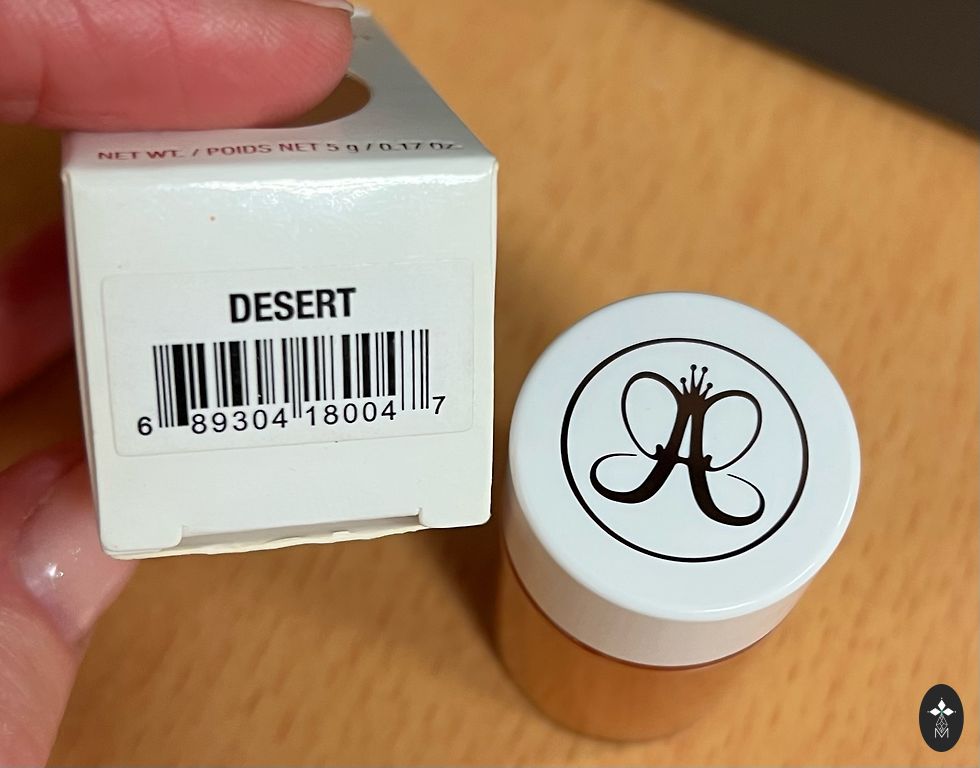 NET WT. / POIDS NET 5 g / 0.17 Oz.
DESERT
6 89304 18004 7
A
M